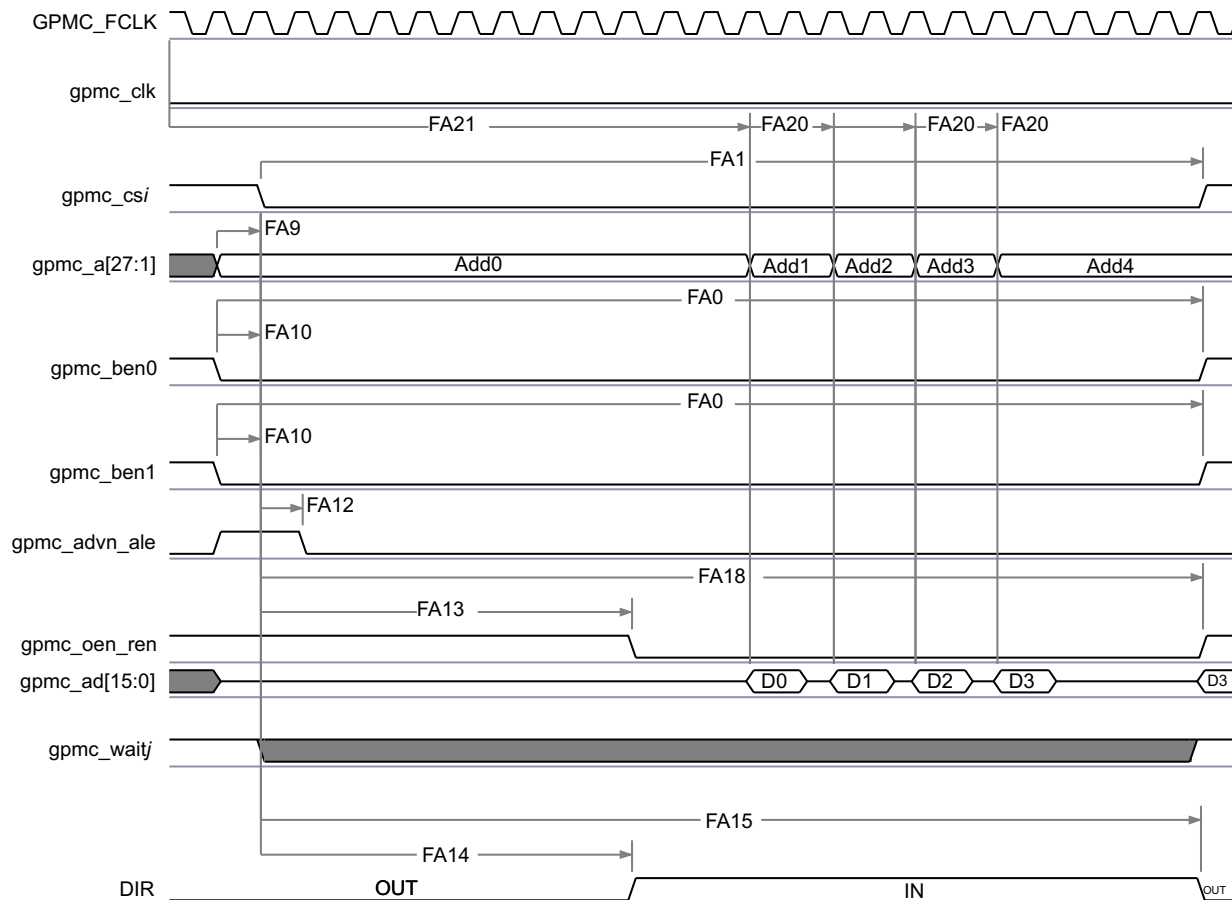 GPMC_FCLK
gpmc_clk
FA21 FA20 FA20 FA20
FA1
gpmc_csi
FA9
gpmc_a[27:1] Add0 Add1 Add2 Add3 Add4
FA0
FA10
gpmc_ben0
FA0
FA10
gpmc_ben1
FA12
gpmc_advn_ale
FA18
FA13
gpmc_oen_ren
gpmc_ad[15:0] D0 D1 D2 D3 D3
gpmc_waitj
FA15
FA14
DIR OUT IN OUT